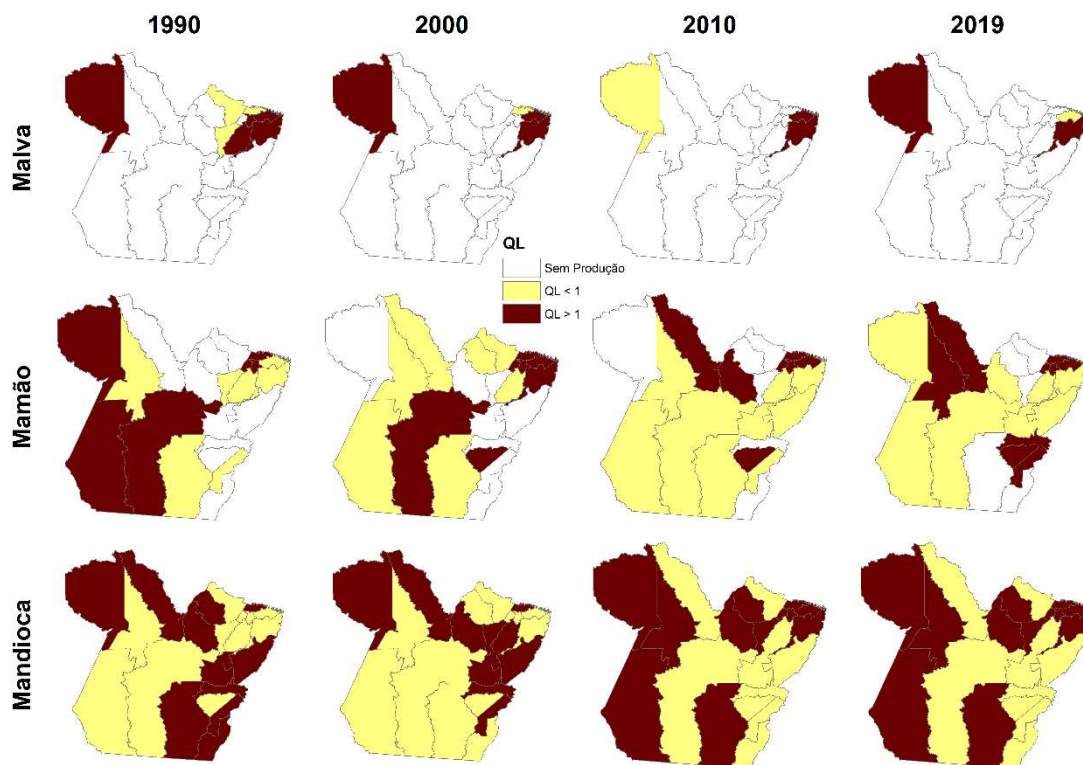 1990 2000 2010 2019
Malva
QL
Sem Produção
QL < 1
QL > 1
Mamão
Mandioca